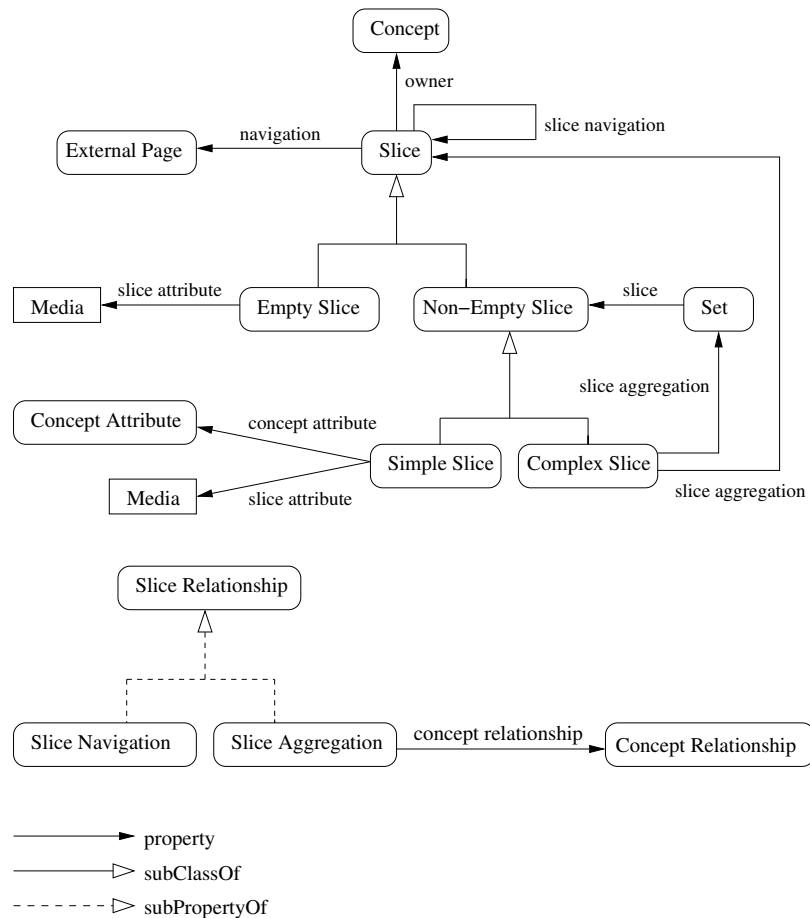 Concept
owner
slice navigation
navigation
External Page
Slice
slice attribute
slice
Media
Empty Slice
Non−Empty Slice
Set
slice aggregation
Concept Attribute
concept attribute
Simple Slice
Complex Slice
Media
slice attribute
slice aggregation
Slice Relationship
Slice Navigation
Slice Aggregation
concept relationship
Concept Relationship
property
subClassOf
subPropertyOf